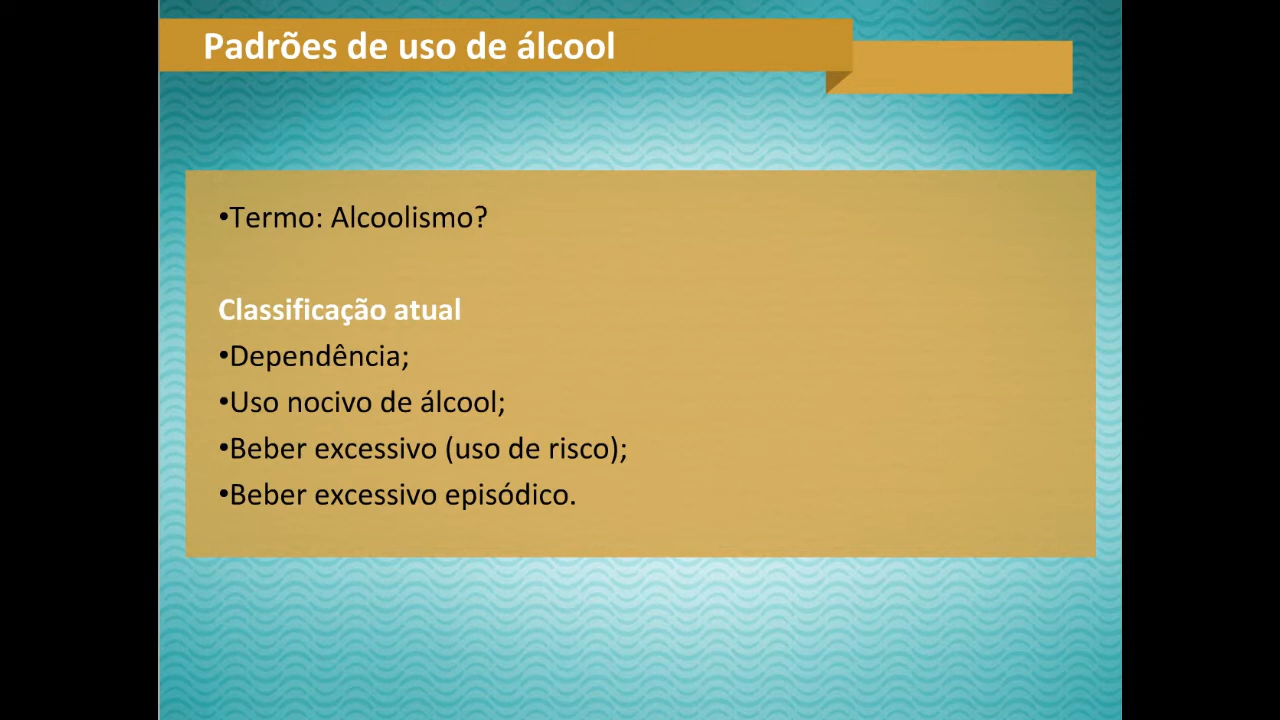 Padrões de uso de álcool
•Termo: Alcoolismo?
Classificação atual
•Dependência;
•Uso nocivo de álcool;
•Beber excessivo (uso de risco);
•Beber excessivo episódico.